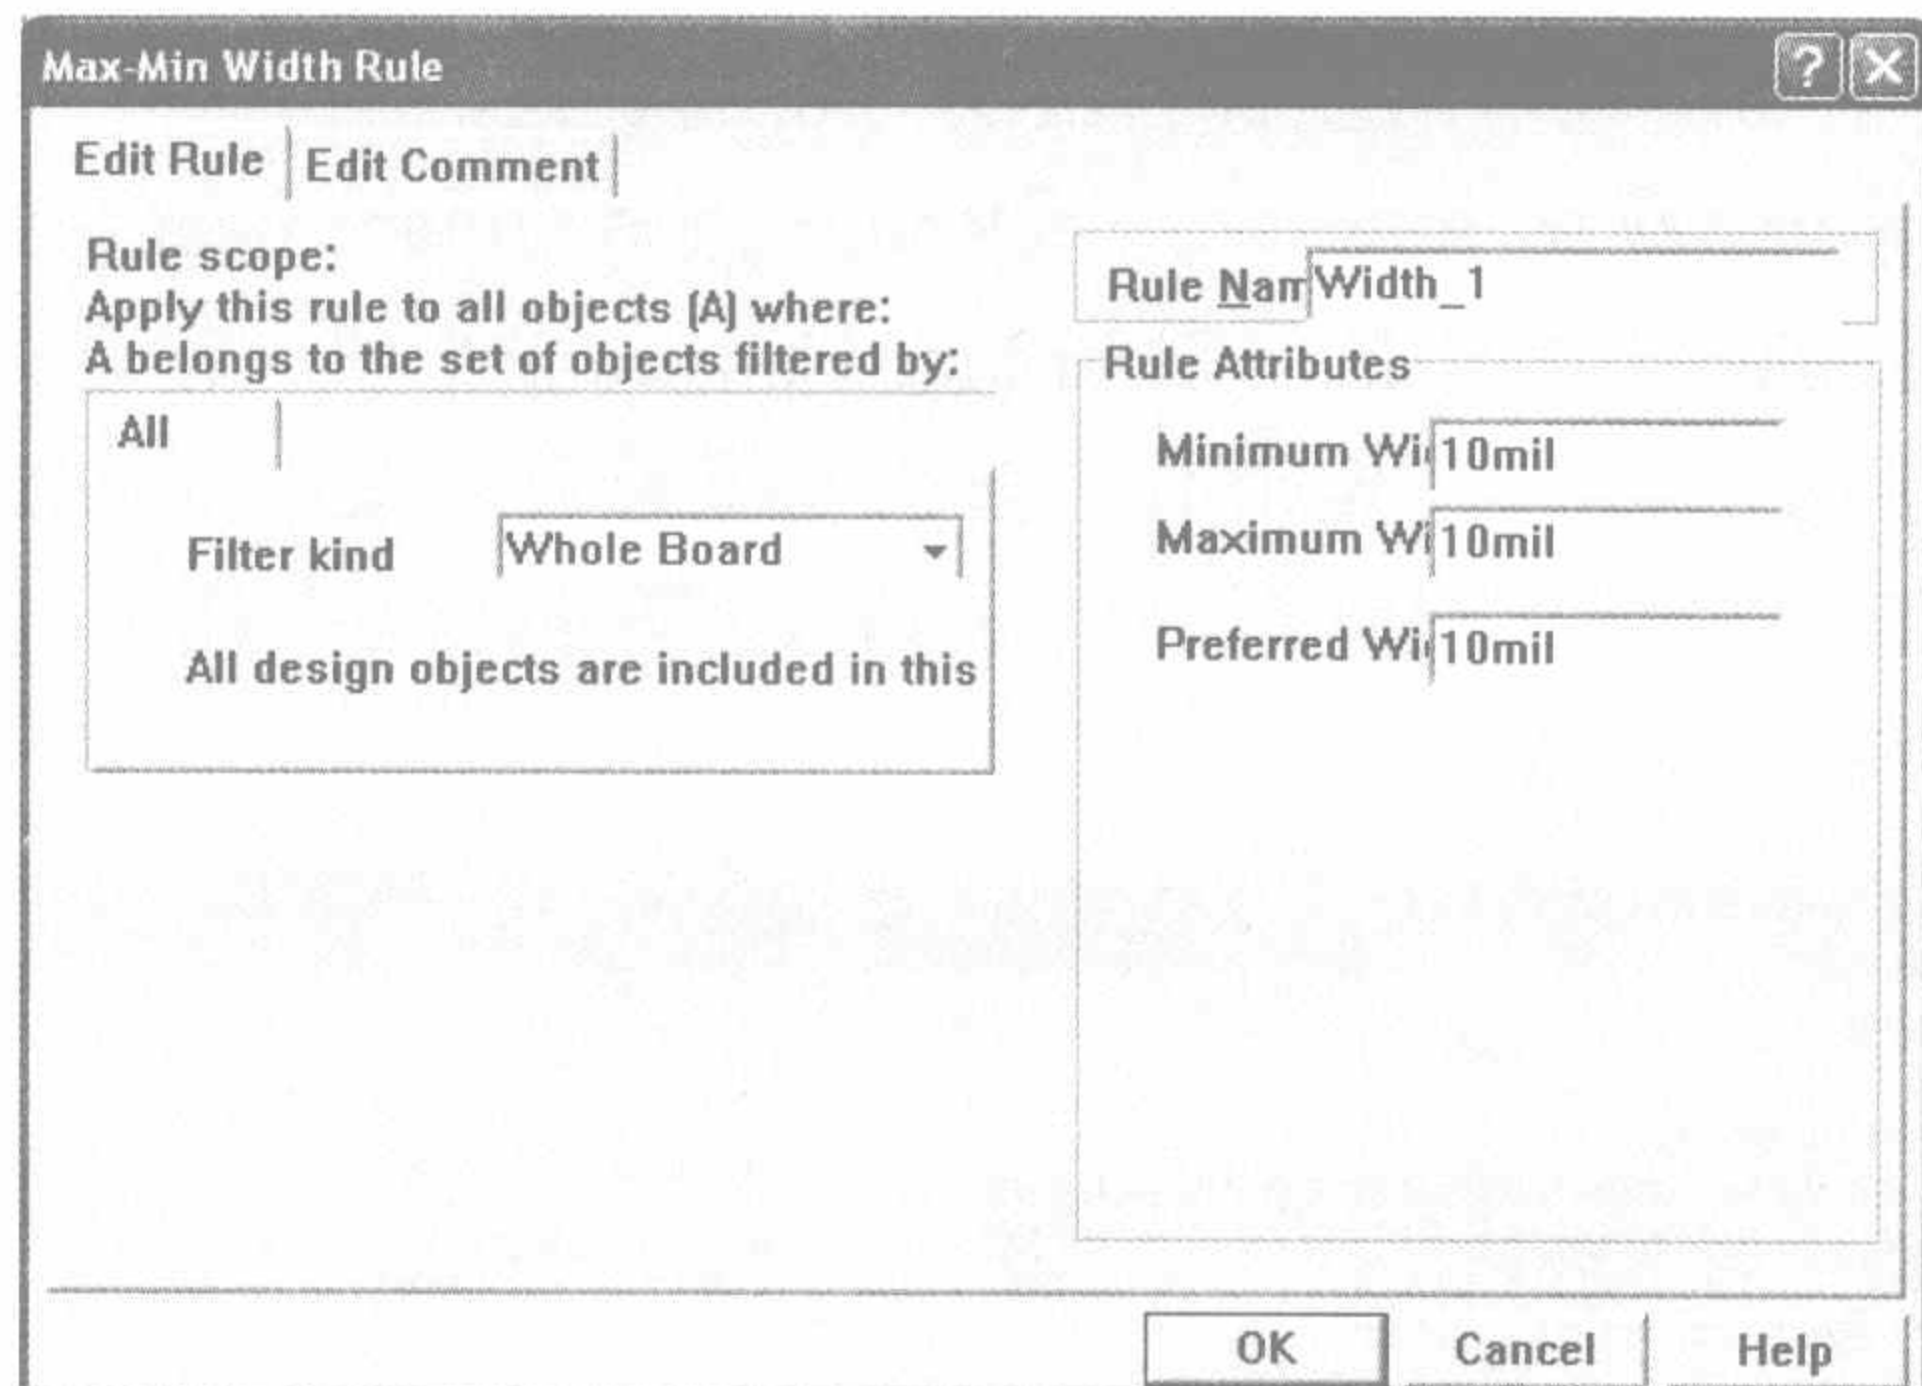 Max-Min Width Rule
Edit Rule Edit Comment
Rule scope:
Apply this rule to all objects (A) where:
A belongs to the set of objects filtered by:
All
Filter kind Whole Board
All design objects are included in this
Rule Nam Width_1
Rule Attributes
Minimum Wi 10mil
Maximum Wi 10mil
Preferred Wi 10mil
OK Cancel Help